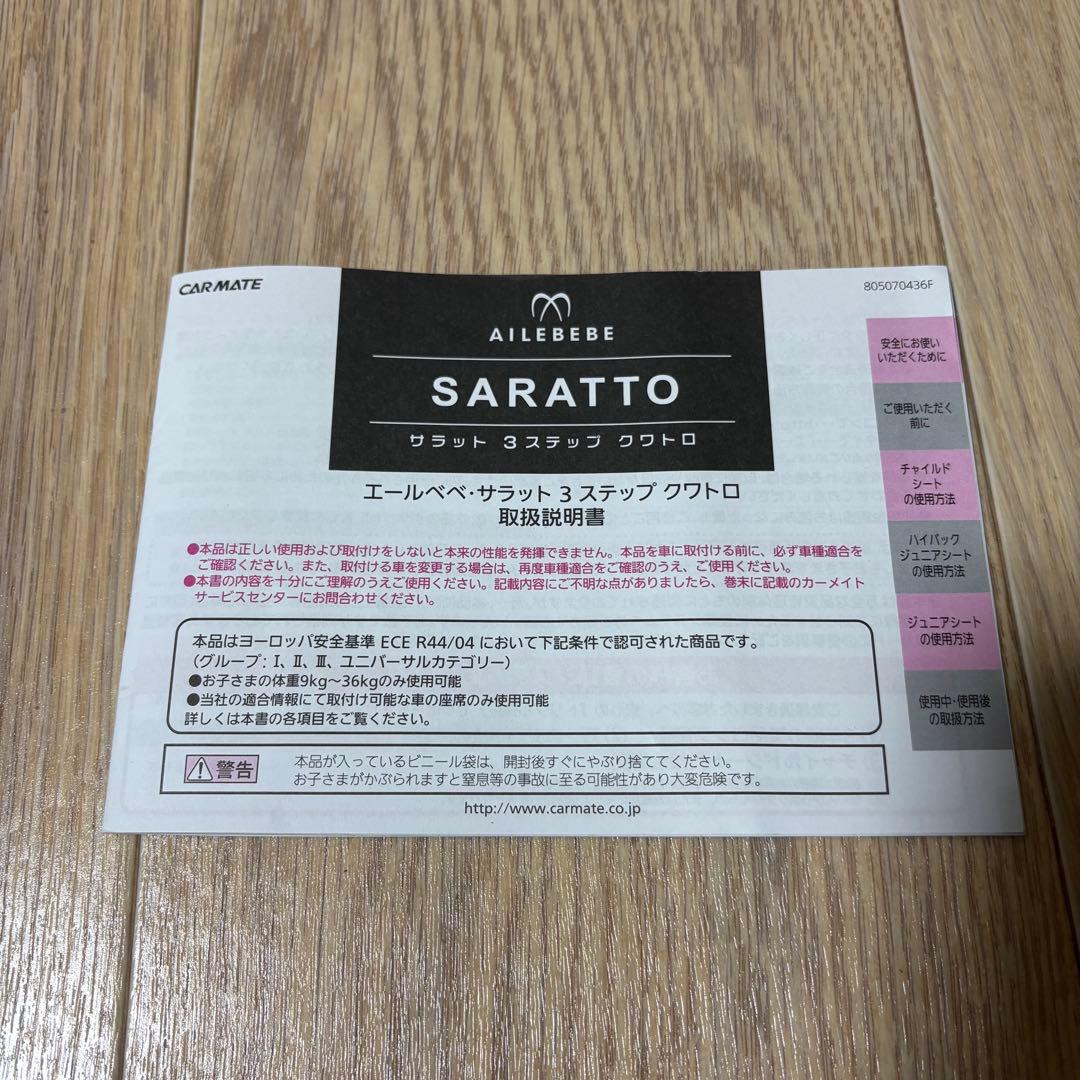 CARMATE
805070436F
AILEBEBE
SARATTO
サラット 3ステップ クワトロ
エールベベ・サラット 3 ステップ クワトロ
取扱説明書
●本品は正しい使用および取付けをしないと本来の性能を発揮できません。本品を車に取付ける前に、必ず車種適合を
ご確認ください。また、取付ける車を変更する場合は、再度車種適合をご確認のうえ、ご使用ください。
●本書の内容を十分にご理解のうえご使用ください。記載内容にご不明な点がありましたら、巻末に記載のカーメイト
サービスセンターにお問合わせください。
本品はヨーロッパ安全基準 ECE R44/04 において下記条件で認可された商品です。
(グループ: Ⅰ、Ⅱ、Ⅲ、ユニバーサルカテゴリー)
●お子さまの体重9kg~36kgのみ使用可能
●当社の適合情報にて取付け可能な車の座席のみ使用可能
詳しくは本書の各項目をご覧ください。
警告
本品が入っているビニール袋は、開封後すぐにやぶり捨ててください。
お子さまがかぶられますと窒息等の事故に至る可能性があり大変危険です。
http://www.carmate.co.jp
安全にお使い
いただくために
ご使用いただく
前に
チャイルド
シート
の使用方法
ハイバック
ジュニアシート
の使用方法
ジュニアシート
の使用方法
使用中・使用後
の取扱方法